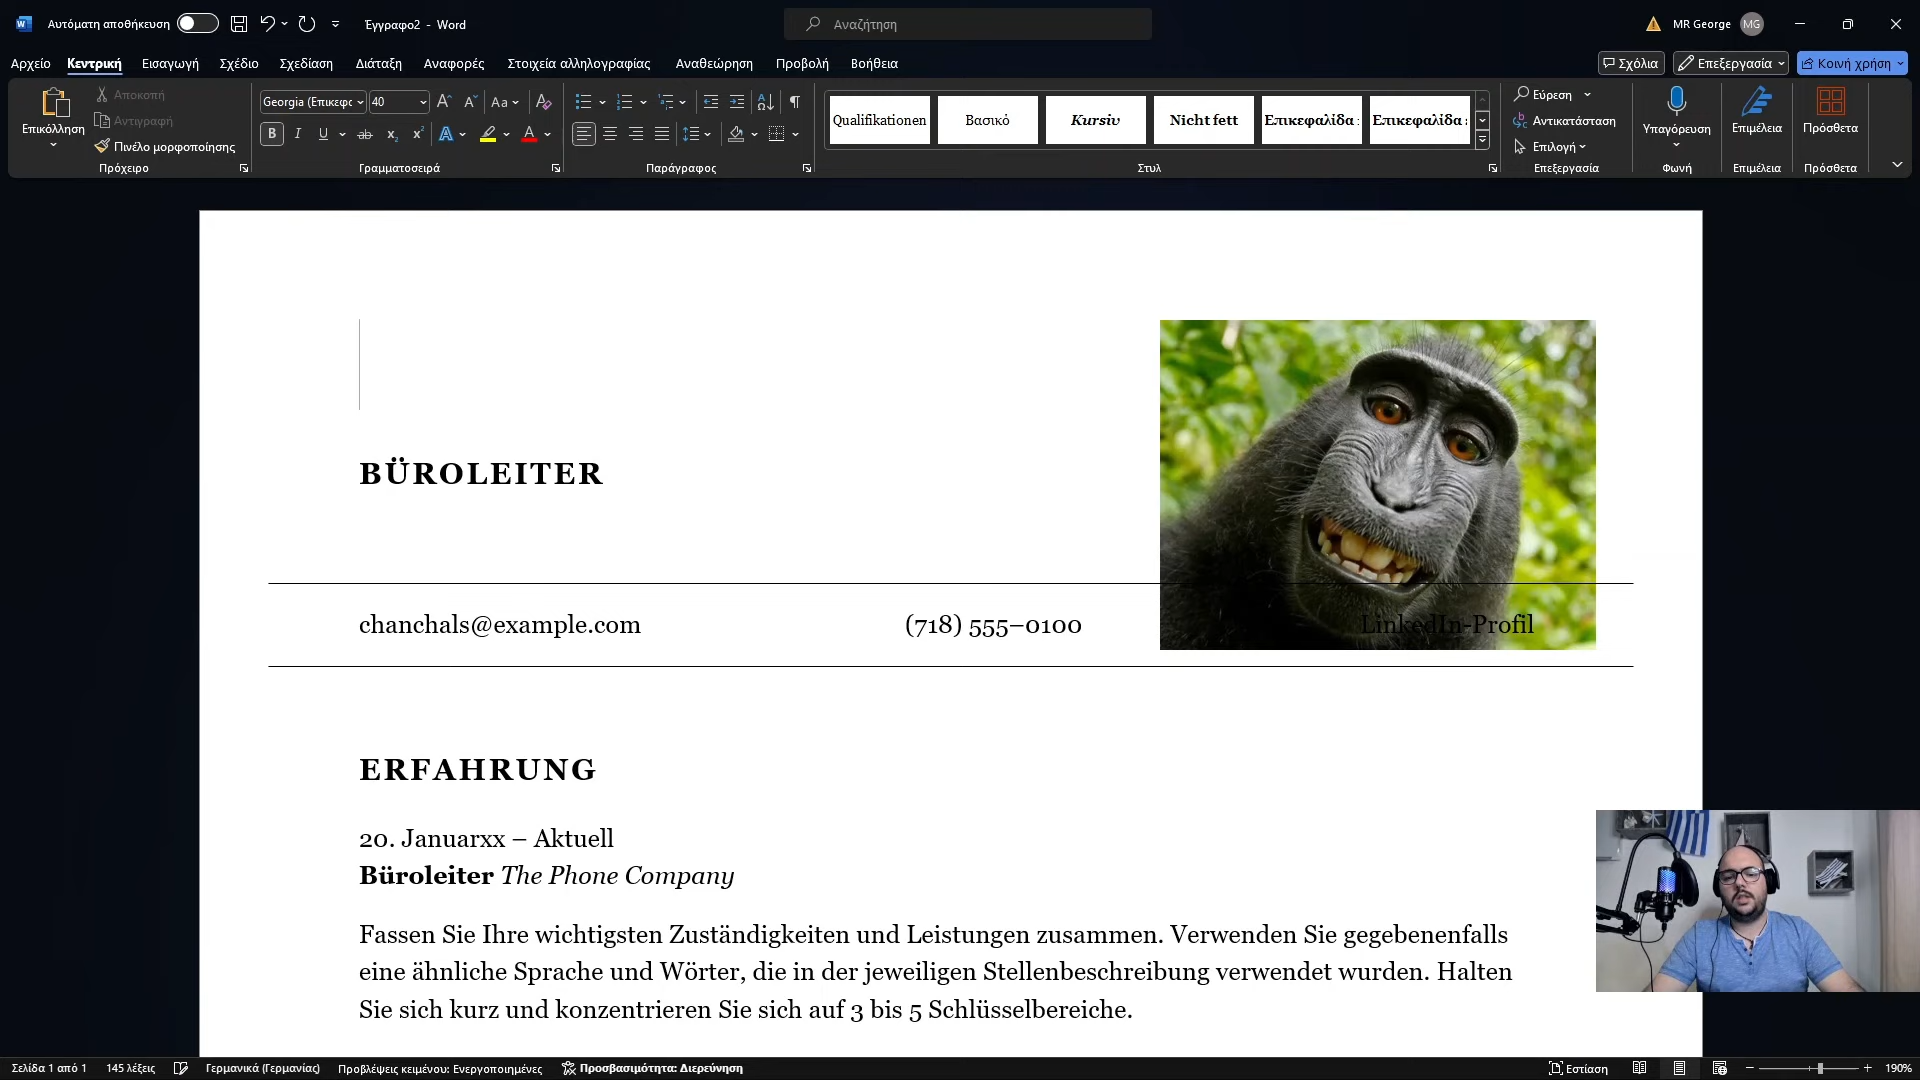 Αυτόματη αποθήκευση
Έγγραφο2 - Word
Αναζήτηση
MR George MG
Αρχείο Κεντρική Εισαγωγή Σχέδιο Σχεδίαση Διάταξη Αναφορές Στοιχεία αλληλογραφίας Αναθεώρηση Προβολή Βοήθεια
Σχόλια Επεξεργασία Κοινή χρήση
Επικόλληση
Αποκοπή
Αντιγραφή
Πινέλο μορφοποίησης
Πρόχειρο
Georgia (Επικεφο 40
Γραμματοσειρά
Παράγραφος
Qualifikationen Βασικό Kursiv Nicht fett Επικεφαλίδα Επικεφαλίδα
Στυλ
Εύρεση
Αντικατάσταση
Επιλογή
Επεξεργασία
Υπαγόρευση
Φωνή
Επιμέλεια
Επιμέλεια
Πρόσθετα
Πρόσθετα
BÜROLEITER
chanchals@example.com (718) 555–0100 LinkedIn-Profil
ERFAHRUNG
20. Januarxx – Aktuell
Büroleiter The Phone Company
Fassen Sie Ihre wichtigsten Zuständigkeiten und Leistungen zusammen. Verwenden Sie gegebenenfalls
eine ähnliche Sprache und Wörter, die in der jeweiligen Stellenbeschreibung verwendet wurden. Halten
Sie sich kurz und konzentrieren Sie sich auf 3 bis 5 Schlüsselbereiche.
Σελίδα 1 από 1 145 λέξεις Γερμανικά (Γερμανίας) Προβλέψεις κειμένου: Ενεργοποιημένες Προσβασιμότητα: Διερεύνηση
Εστίαση 190%